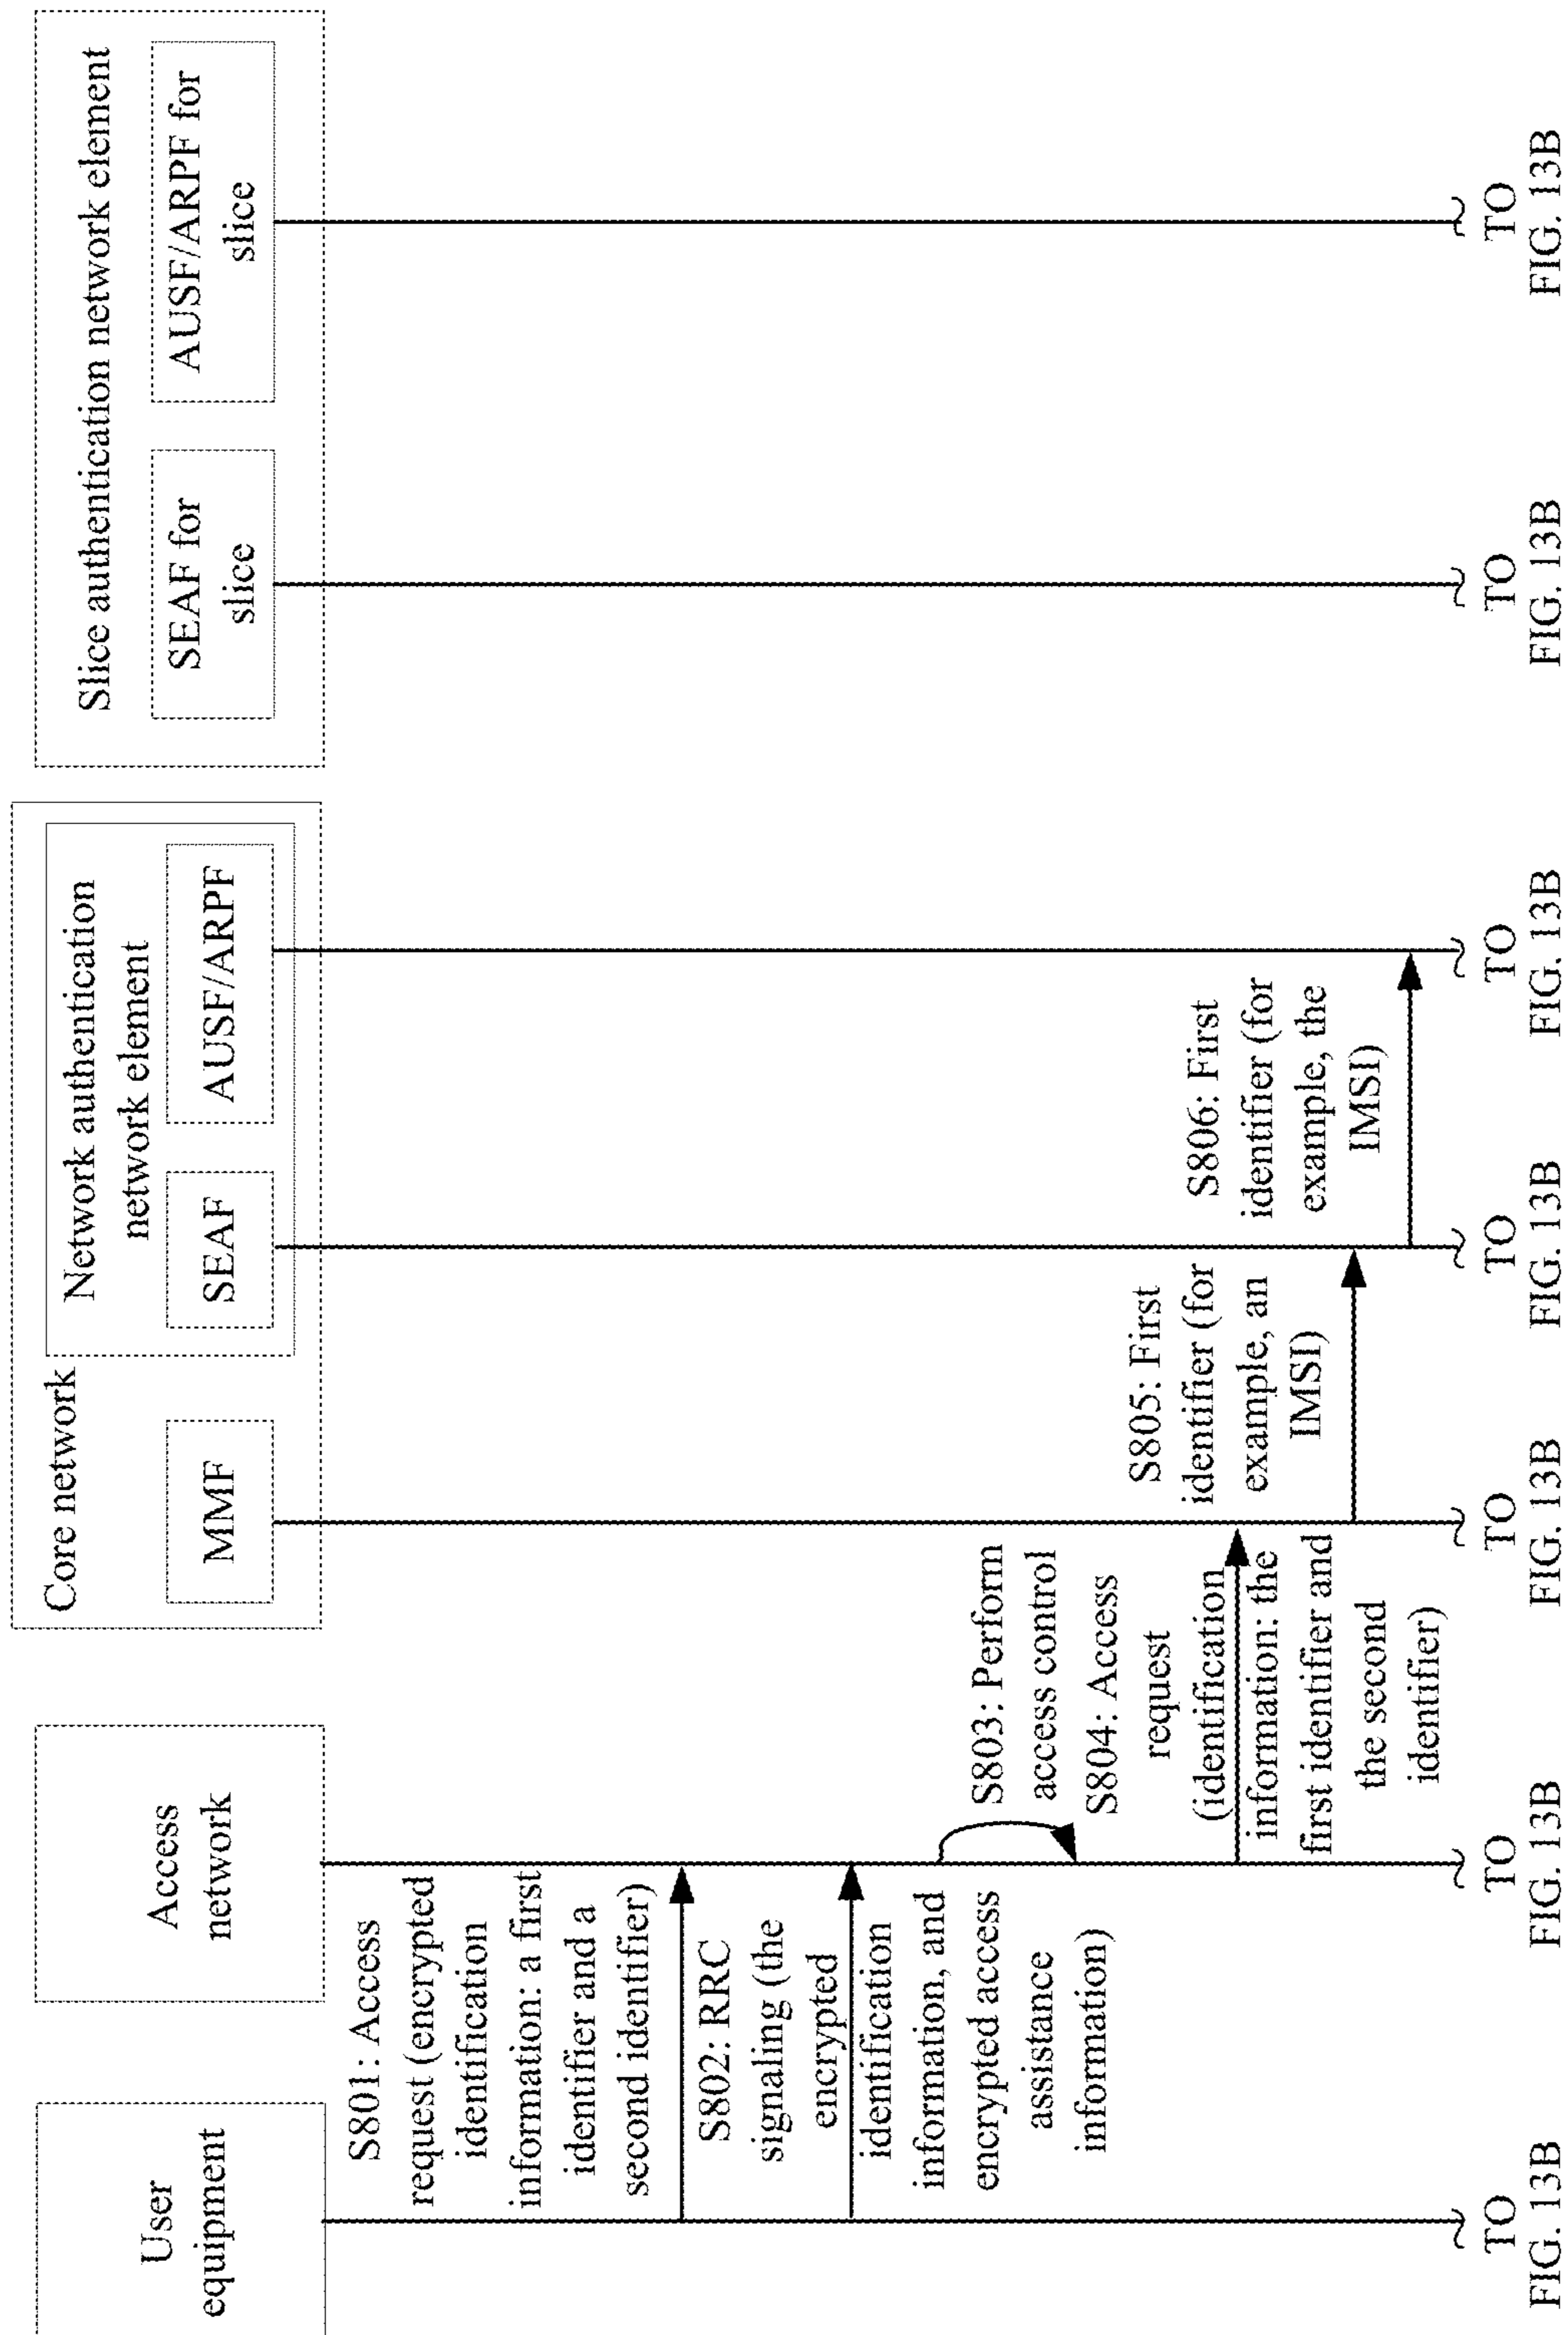 User
equipment
Access
network
Core network
MMF
Network authentication
network element
SEAF
AUSF/ARPF
Slice authentication network element
SEAF for
slice
AUSF/ARPF for
slice
S801: Access
request (encrypted
identification
information: a first
identifier and a
second identifier)
S802: RRC
signaling (the
encrypted
identification
information, and
encrypted access
assistance
information)
S803: Perform
access control
S804: Access
request
(identification
information: the
first identifier and
the second
identifier)
S805: First
identifier (for
example, an
IMSI)
S806: First
identifier (for
example, the
IMSI)
TO
FIG. 13B
TO
FIG. 13B
TO
FIG. 13B
TO
FIG. 13B
TO
FIG. 13B
TO
FIG. 13B
TO
FIG. 13B